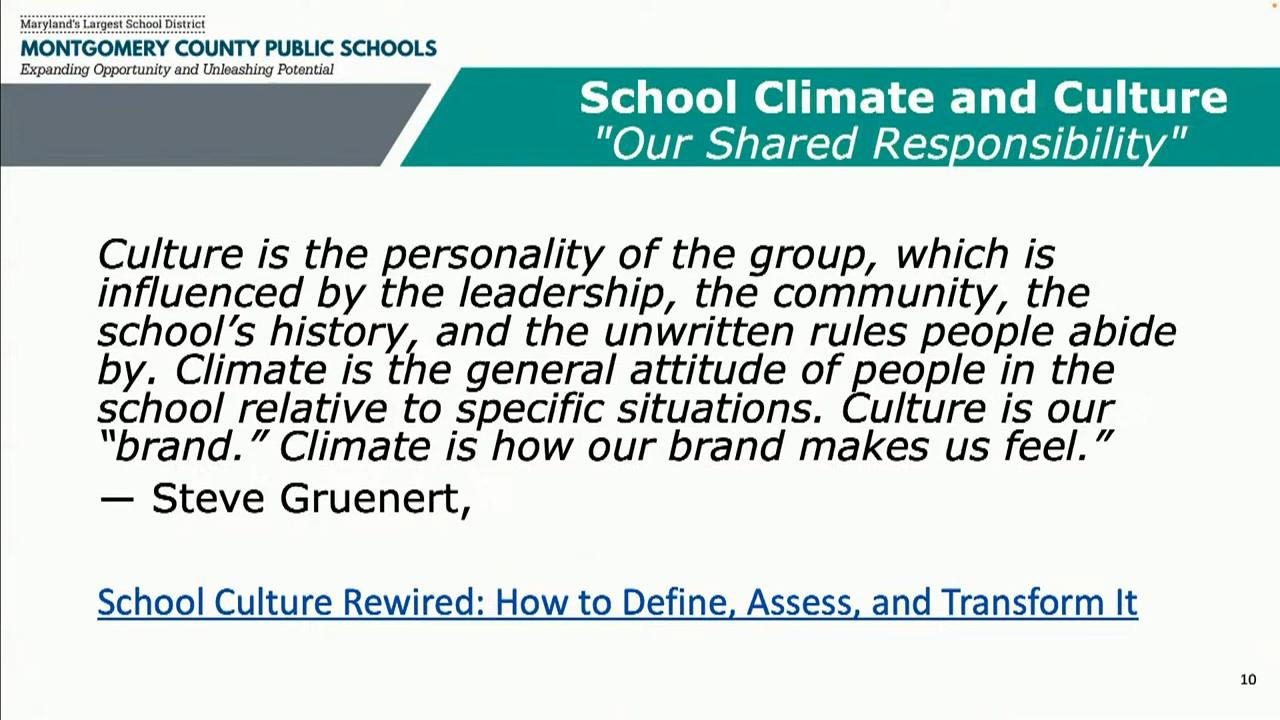 Maryland's Largest School District
MONTGOMERY COUNTY PUBLIC SCHOOLS
Expanding Opportunity and Unleashing Potential
School Climate and Culture
"Our Shared Responsibility"
Culture is the personality of the group, which is
influenced by the leadership, the community, the
school’s history, and the unwritten rules people abide
by. Climate is the general attitude of people in the
school relative to specific situations. Culture is our
“brand.” Climate is how our brand makes us feel.”
— Steve Gruenert,
School Culture Rewired: How to Define, Assess, and Transform It
10